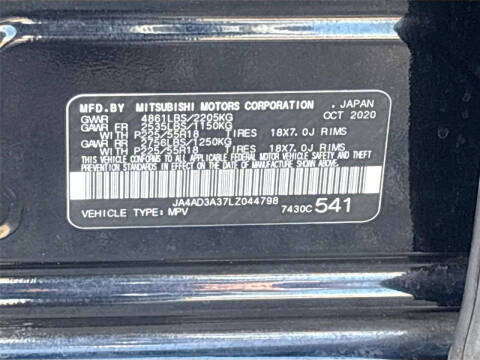 MFD.BY MITSUBISHI MOTORS CORPORATION . JAPAN
GVWR 4861LBS/2205KG OCT 2020
GAWR FR 2535LBS/1150KG
WITH P225/55R18 TIRES 18X7.0J RIMS
GAWR RR 2756LBS/1250KG
WITH P225/55R18 TIRES 18X7.0J RIMS
THIS VEHICLE CONFORMS TO ALL APPLICABLE FEDERAL MOTOR VEHICLE SAFETY AND
THEFT PREVENTION STANDARDS IN EFFECT ON THE DATE OF MANUFACTURE SHOWN ABOVE.
JA4AD3A37LZ044798
VEHICLE TYPE: MPV 7430C 541